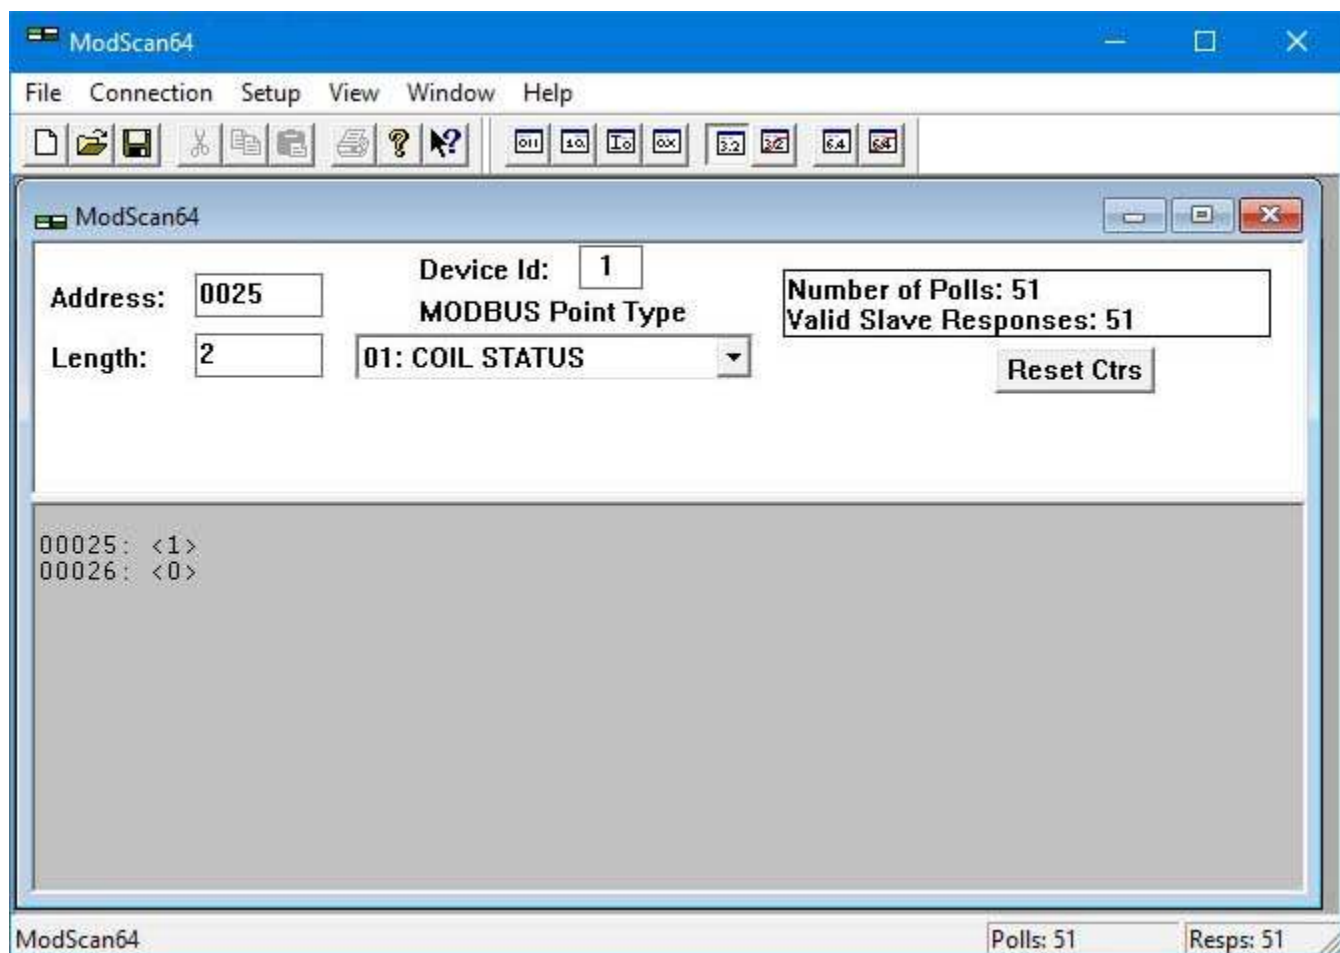 ModScan64
File Connection Setup View Window Help
ModScan64
Address: 0025
Device Id: 1
MODBUS Point Type
Length: 2
01: COIL STATUS
Number of Polls: 51
Valid Slave Responses: 51
Reset Ctrs
00025: <1>
00026: <0>
ModScan64
Polls: 51
Resps: 51